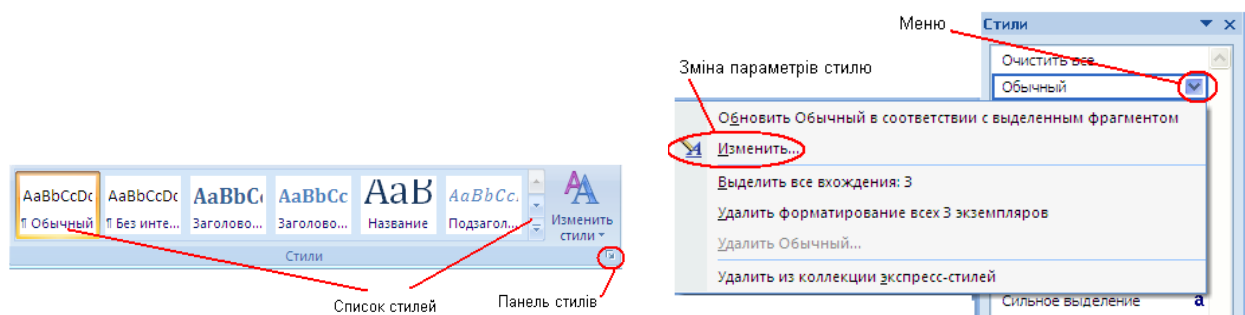 AaBbCcDc AaBbCcDc AaBbC AaBbCc АаВ AaBbCc.
¶ Обычный ¶ Без инте... Заголово... Заголово... Название Подзагол... Изменить стили
Стили
Список стилей
Панель стилів
Меню
Стили
Зміна параметрів стилю
Очистить все
Обычный
Обновить Обычный в соответствии с выделенным фрагментом
Изменить...
Выделить все вхождения: 3
Удалить форматирование всех 3 экземпляров
Удалить Обычный...
Удалить из коллекции экспресс-стилей
Сильное выделение a